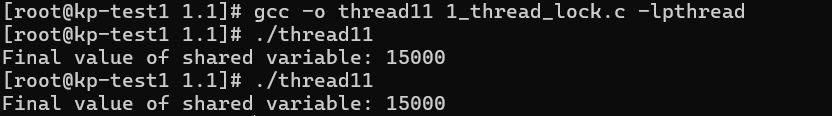 [root@kp-test1 1.1]# gcc -o thread11 1_thread_lock.c -lpthread
[root@kp-test1 1.1]# ./thread11
Final value of shared variable: 15000
[root@kp-test1 1.1]# ./thread11
Final value of shared variable: 15000